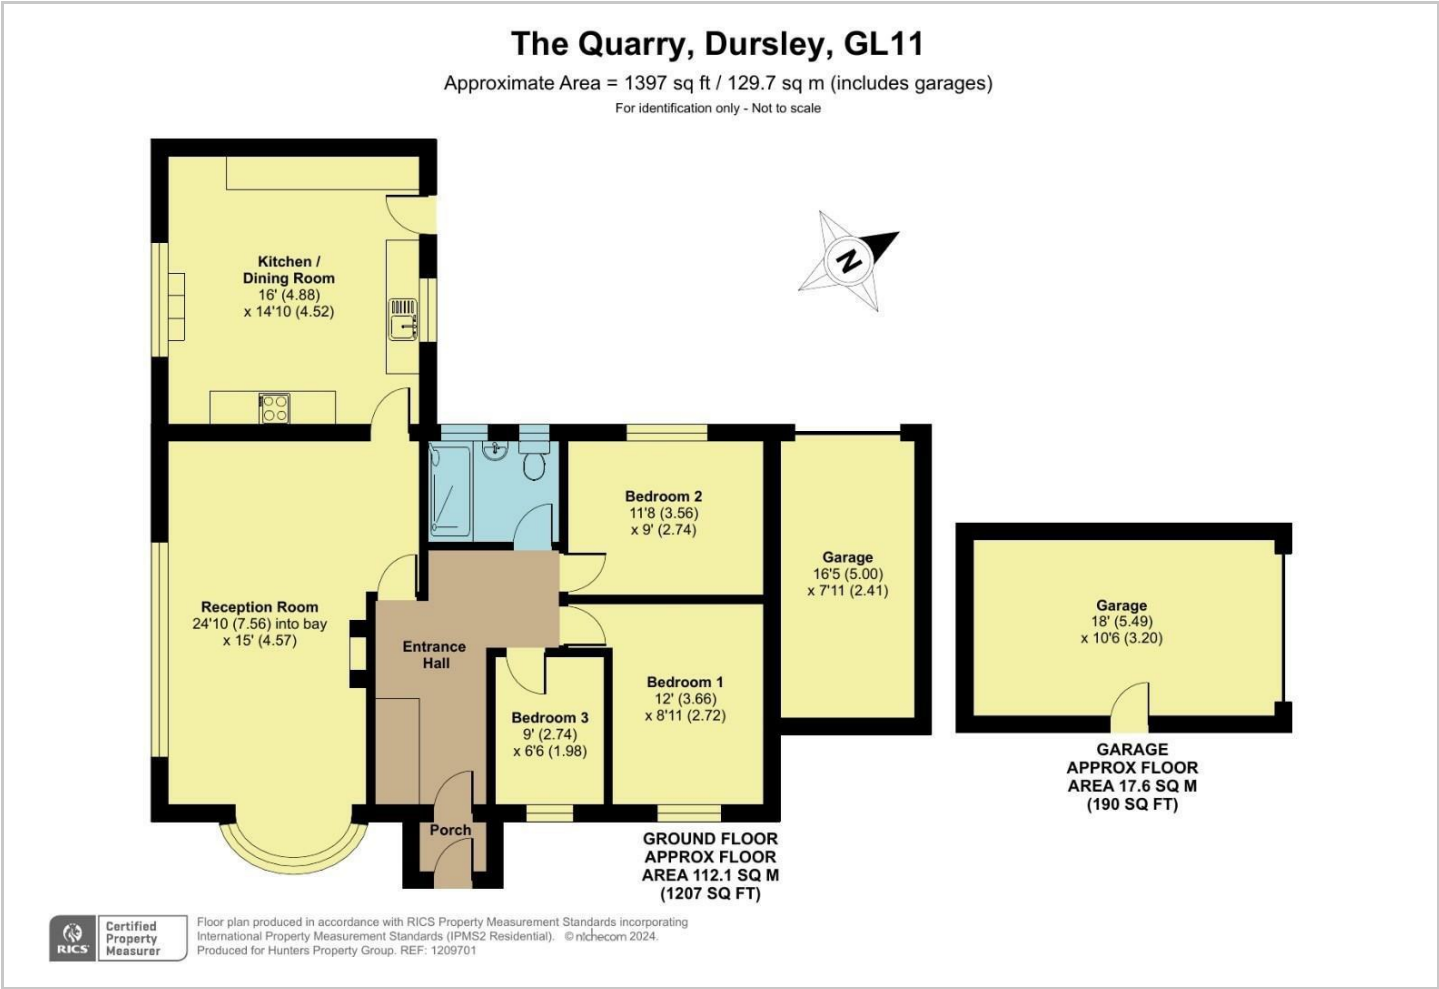 The Quarry, Dursley, GL11
Approximate Area = 1397 sq ft / 129.7 sq m (includes garages)
For identification only - Not to scale
Kitchen /
Dining Room
16' (4.88)
x 14'10 (4.52)
N
Bedroom 2
11'8 (3.56)
x 9' (2.74)
Garage
16'5 (5.00)
x 7'11 (2.41)
Reception Room
24'10 (7.56) into bay
x 15' (4.57)
Entrance
Hall
Garage
18' (5.49)
x 10'6 (3.20)
Bedroom 1
12' (3.66)
x 8'11 (2.72)
Bedroom 3
9' (2.74)
x 6'6 (1.98)
Porch
GARAGE
APPROX FLOOR
AREA 17.6 SQ M
(190 SQ FT)
GROUND FLOOR
APPROX FLOOR
AREA 112.1 SQ M
(1207 SQ FT)
RICS
Certified
Property
Measurer
Floor plan produced in accordance with RICS Property Measurement Standards incorporating
International Property Measurement Standards (IPMS2 Residential). © nichecom 2024.
Produced for Hunters Property Group. REF: 1209701